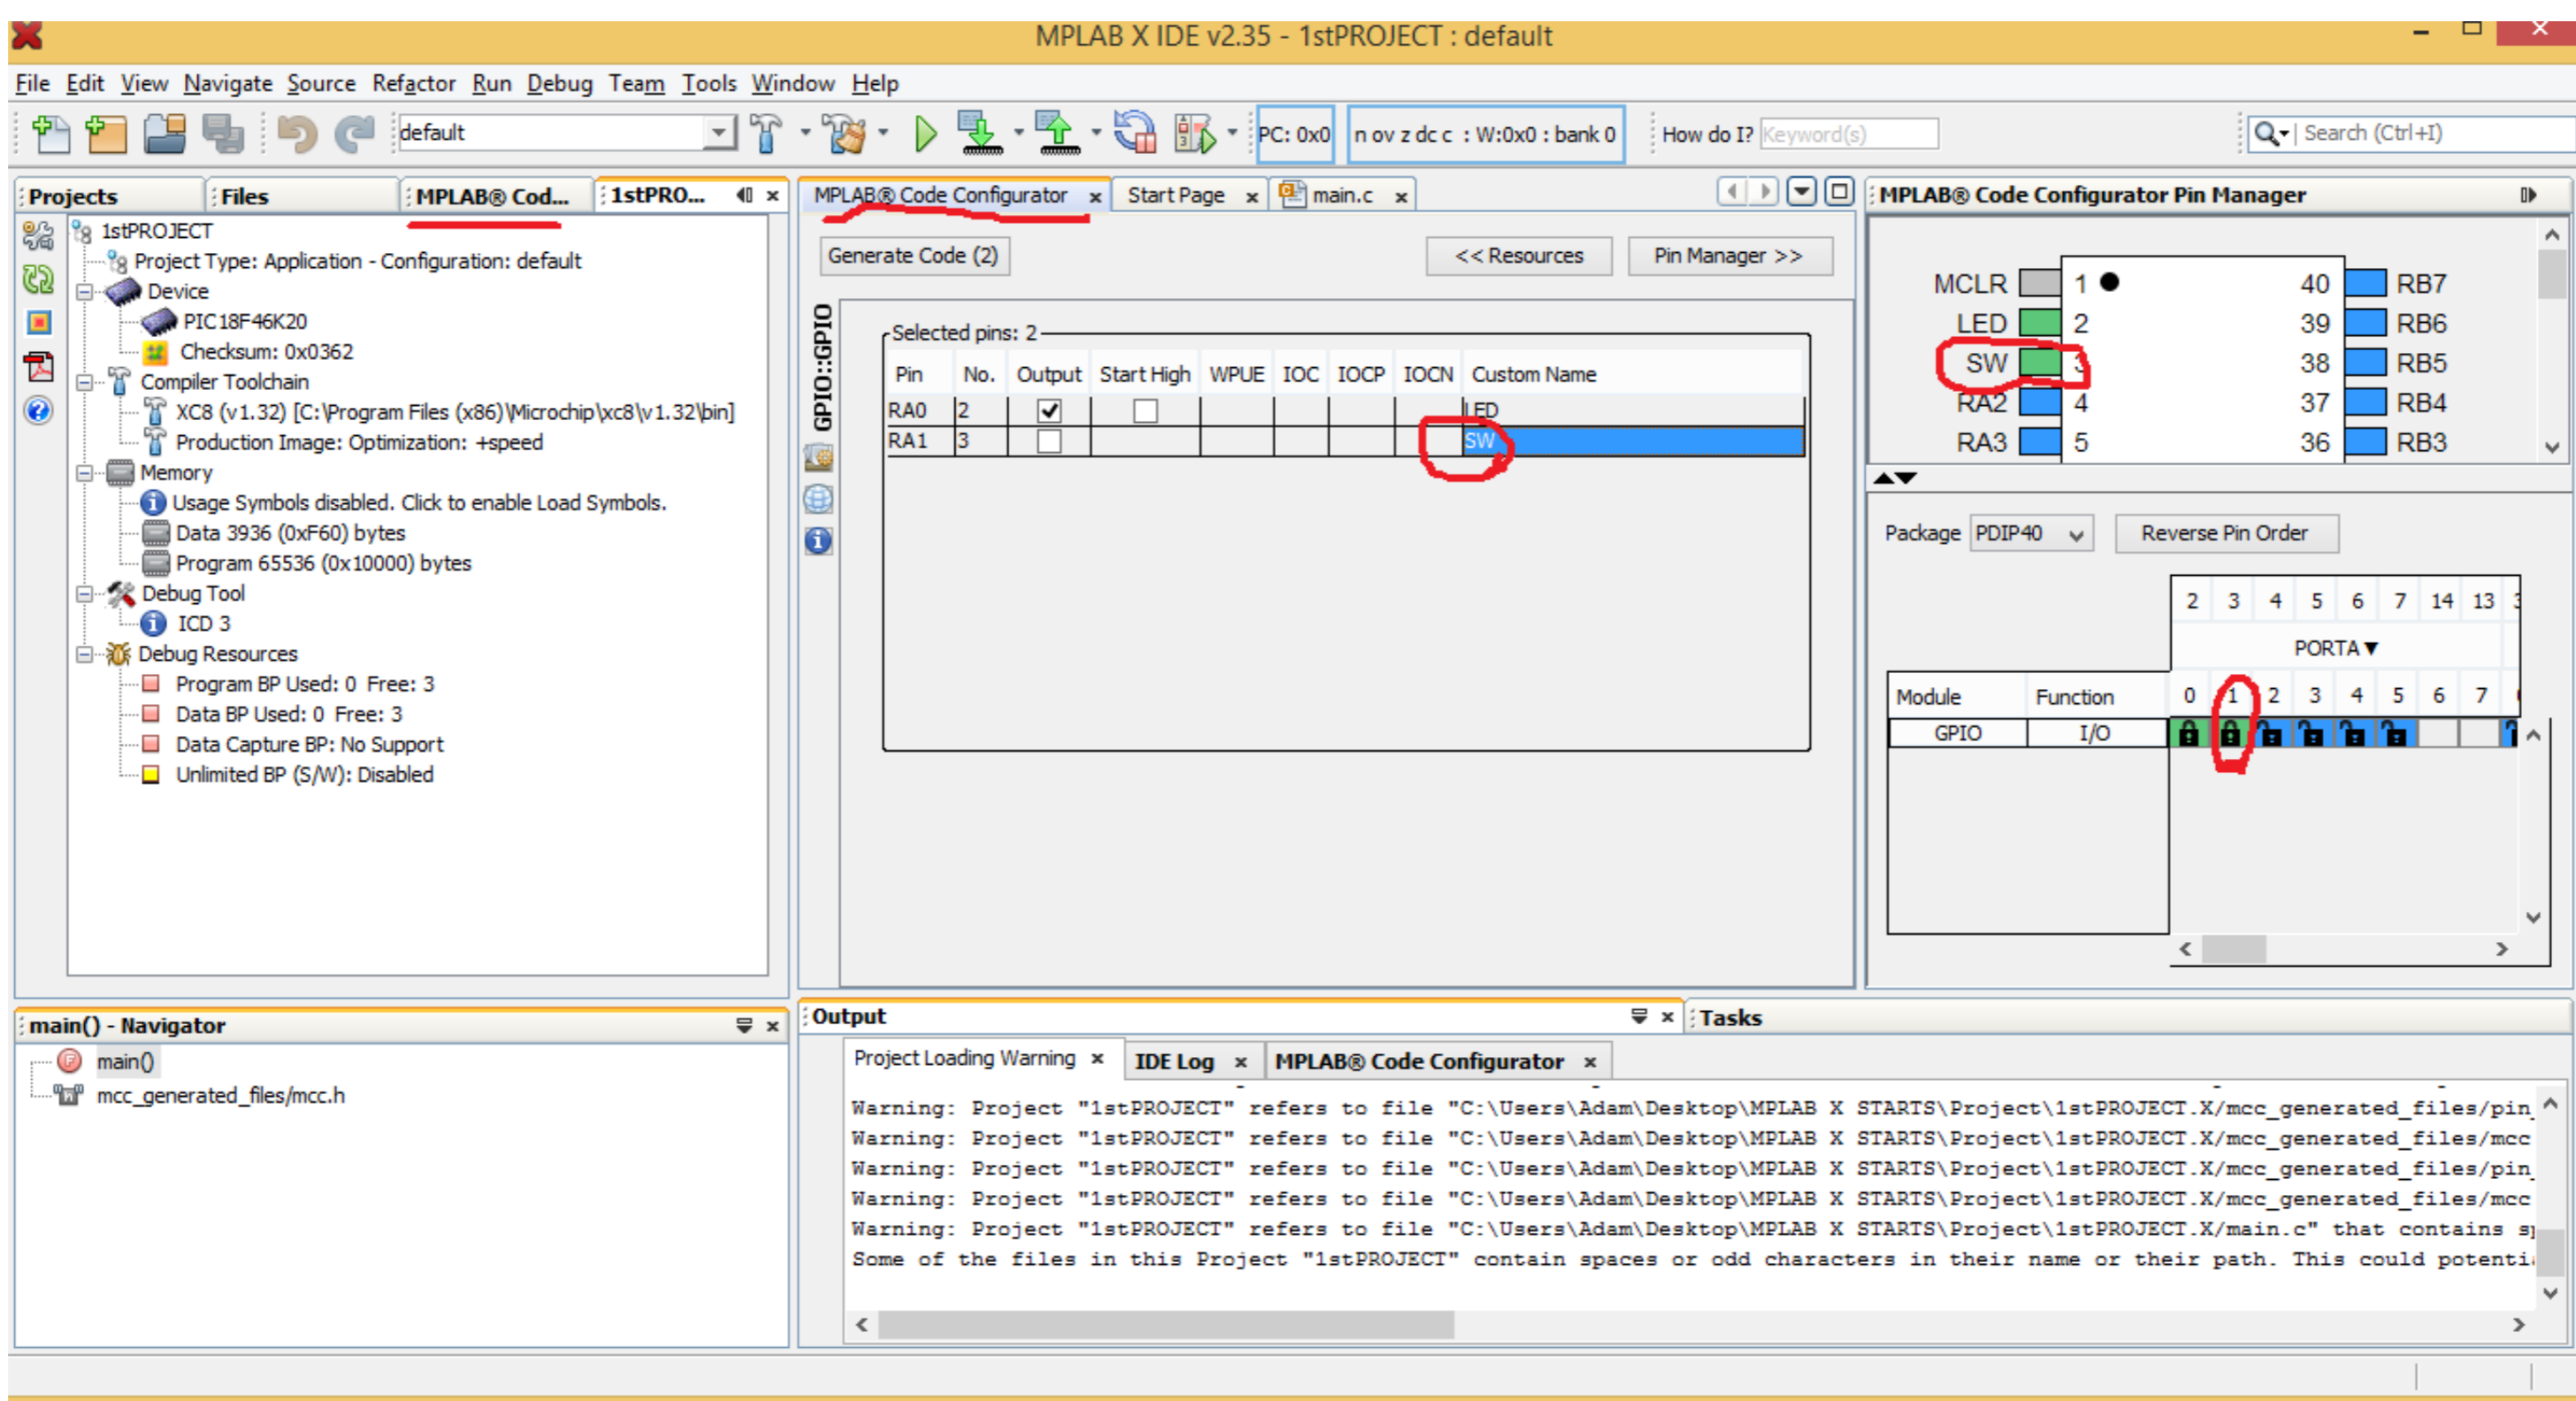 MPLAB X IDE v2.35 - 1stPROJECT : default
File Edit View Navigate Source Refactor Run Debug Team Tools Window Help
default
PC: 0x0
n ov z dc c : W:0x0 : bank 0
How do I? Keyword(s)
Search (Ctrl+I)
Projects
Files
MPLAB® Cod...
1stPRO...
1stPROJECT
Project Type: Application - Configuration: default
Device
PIC18F46K20
Checksum: 0x0362
Compiler Toolchain
XC8 (v1.32) [C:\Program Files (x86)\Microchip\xc8\v1.32\bin]
Production Image: Optimization: +speed
Memory
Usage Symbols disabled. Click to enable Load Symbols.
Data 3936 (0xF60) bytes
Program 65536 (0x10000) bytes
Debug Tool
ICD 3
Debug Resources
Program BP Used: 0 Free: 3
Data BP Used: 0 Free: 3
Data Capture BP: No Support
Unlimited BP (S/W): Disabled
MPLAB® Code Configurator
Start Page
main.c
Generate Code (2)
<< Resources
Pin Manager >>
GPIO::GPIO
Selected pins: 2
Pin No. Output Start High WPUE IOC IOCP IOCN Custom Name
RA0 2 LED
RA1 3 SW
MPLAB® Code Configurator Pin Manager
MCLR 1 40 RB7
LED 2 39 RB6
SW 3 38 RB5
RA2 4 37 RB4
RA3 5 36 RB3
Package PDIP40
Reverse Pin Order
2 3 4 5 6 7 14 13
PORTA▼
Module Function 0 1 2 3 4 5 6 7
GPIO I/O
main() - Navigator
main()
mcc_generated_files/mcc.h
Output
Tasks
Project Loading Warning
IDE Log
MPLAB® Code Configurator
Warning: Project "1stPROJECT" refers to file "C:\Users\Adam\Desktop\MPLAB X STARTS\Project\1stPROJECT.X/mcc_generated_files/pin_
Warning: Project "1stPROJECT" refers to file "C:\Users\Adam\Desktop\MPLAB X STARTS\Project\1stPROJECT.X/mcc_generated_files/mcc
Warning: Project "1stPROJECT" refers to file "C:\Users\Adam\Desktop\MPLAB X STARTS\Project\1stPROJECT.X/mcc_generated_files/pin_
Warning: Project "1stPROJECT" refers to file "C:\Users\Adam\Desktop\MPLAB X STARTS\Project\1stPROJECT.X/mcc_generated_files/mcc
Warning: Project "1stPROJECT" refers to file "C:\Users\Adam\Desktop\MPLAB X STARTS\Project\1stPROJECT.X/main.c" that contains
Some of the files in this Project "1stPROJECT" contain spaces or odd characters in their name or their path. This could